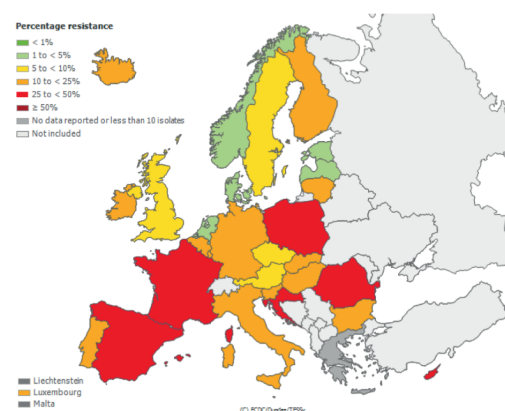 Percentage resistance
< 1%
1 to < 5%
5 to < 10%
10 to < 25%
25 to < 50%
≥ 50%
No data reported or less than 10 isolates
Not included
Liechtenstein
Luxembourg
Malta
(C) ECDC/